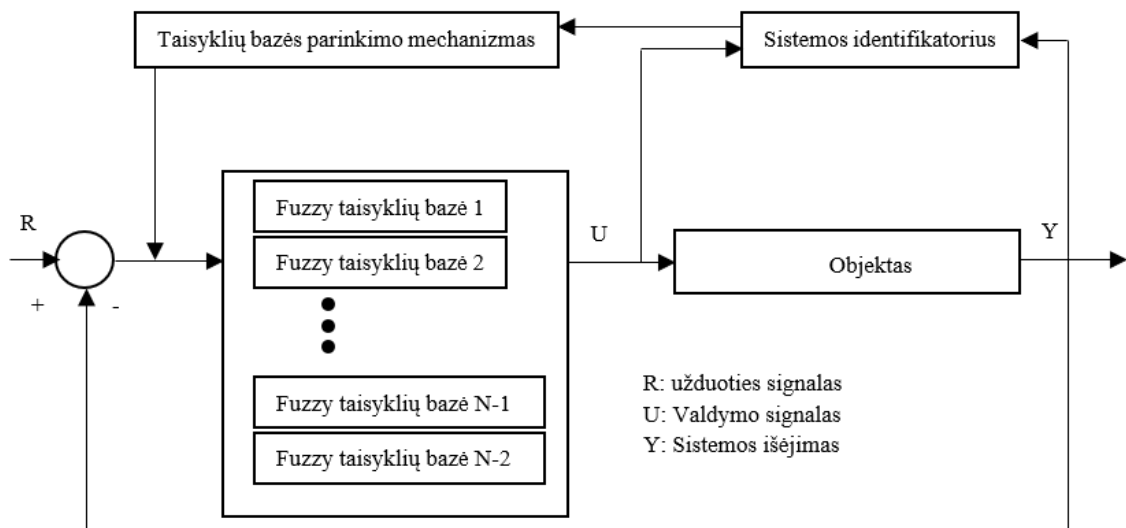 Taisyklių bazės parinkimo mechanizmas
Sistemos identifikatorius
Fuzzy taisyklių bazė 1
R
U
Y
Fuzzy taisyklių bazė 2
Objektas
+
-
R: užduoties signalas
Fuzzy taisyklių bazė N-1
U: Valdymo signalas
Y: Sistemos išėjimas
Fuzzy taisyklių bazė N-2